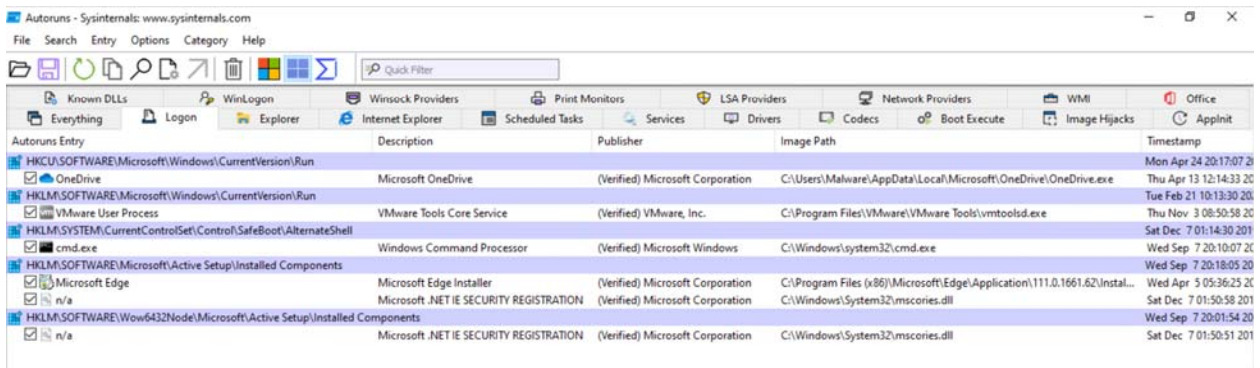 Autoruns - Sysinternals: www.sysinternals.com
File Search Entry Options Category Help
Quick Filter
Known DLLs WinLogon Winsock Providers Print Monitors LSA Providers Network Providers WMI Office
Everything Logon Explorer Internet Explorer Scheduled Tasks Services Drivers Codecs Boot Execute Image Hijacks AppInit
Autoruns Entry Description Publisher Image Path Timestamp
HKCU\SOFTWARE\Microsoft\Windows\CurrentVersion\Run Mon Apr 24 20:17:07 2
OneDrive Microsoft OneDrive (Verified) Microsoft Corporation C:\Users\Malware\AppData\Local\Microsoft\OneDrive\OneDrive.exe Thu Apr 13 12:14:33 20
HKLM\SOFTWARE\Microsoft\Windows\CurrentVersion\Run Tue Feb 21 10:13:30 20
VMware User Process VMware Tools Core Service (Verified) VMware, Inc. C:\Program Files\VMware\VMware Tools\vmtoolsd.exe Thu Nov 3 08:50:58 20
HKLM\SYSTEM\CurrentControlSet\Control\SafeBoot\AlternateShell Sat Dec 7 01:14:30 201
cmd.exe Windows Command Processor (Verified) Microsoft Windows C:\Windows\system32\cmd.exe Wed Sep 7 20:10:07 20
HKLM\SOFTWARE\Microsoft\Active Setup\Installed Components Wed Sep 7 20:18:05 20
Microsoft Edge Microsoft Edge Installer (Verified) Microsoft Corporation C:\Program Files (x86)\Microsoft\Edge\Application\111.0.1661.62\Instal... Wed Apr 5 05:36:25 20
n/a Microsoft .NET IE SECURITY REGISTRATION (Verified) Microsoft Corporation C:\Windows\System32\mscories.dll Sat Dec 7 01:50:58 201
HKLM\SOFTWARE\Wow6432Node\Microsoft\Active Setup\Installed Components Wed Sep 7 20:01:54 20
n/a Microsoft .NET IE SECURITY REGISTRATION (Verified) Microsoft Corporation C:\Windows\System32\mscories.dll Sat Dec 7 01:50:51 201